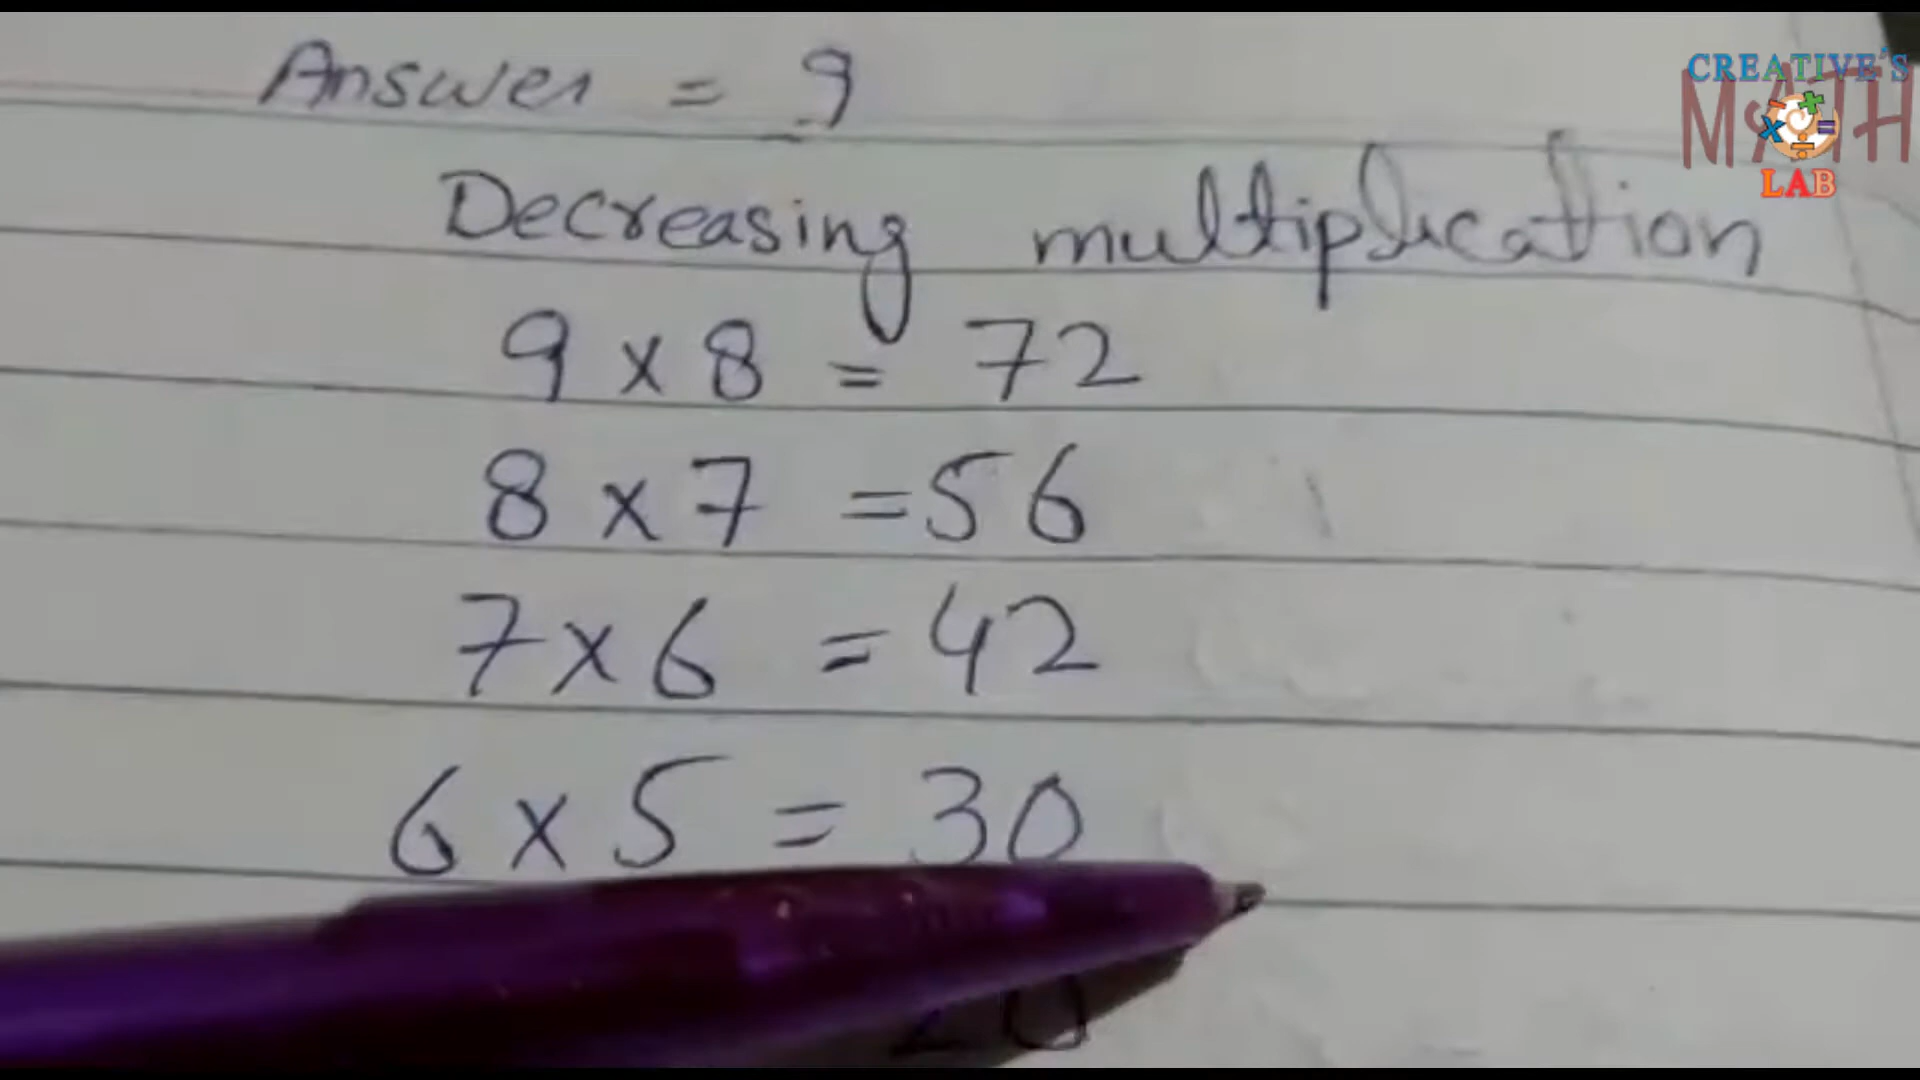 Answer = 9
CREATIVE'S
MATH
LAB
Decreasing multiplication
9 x 8 = 72
8 x 7 = 56
7 x 6 = 42
6 x 5 = 30
20